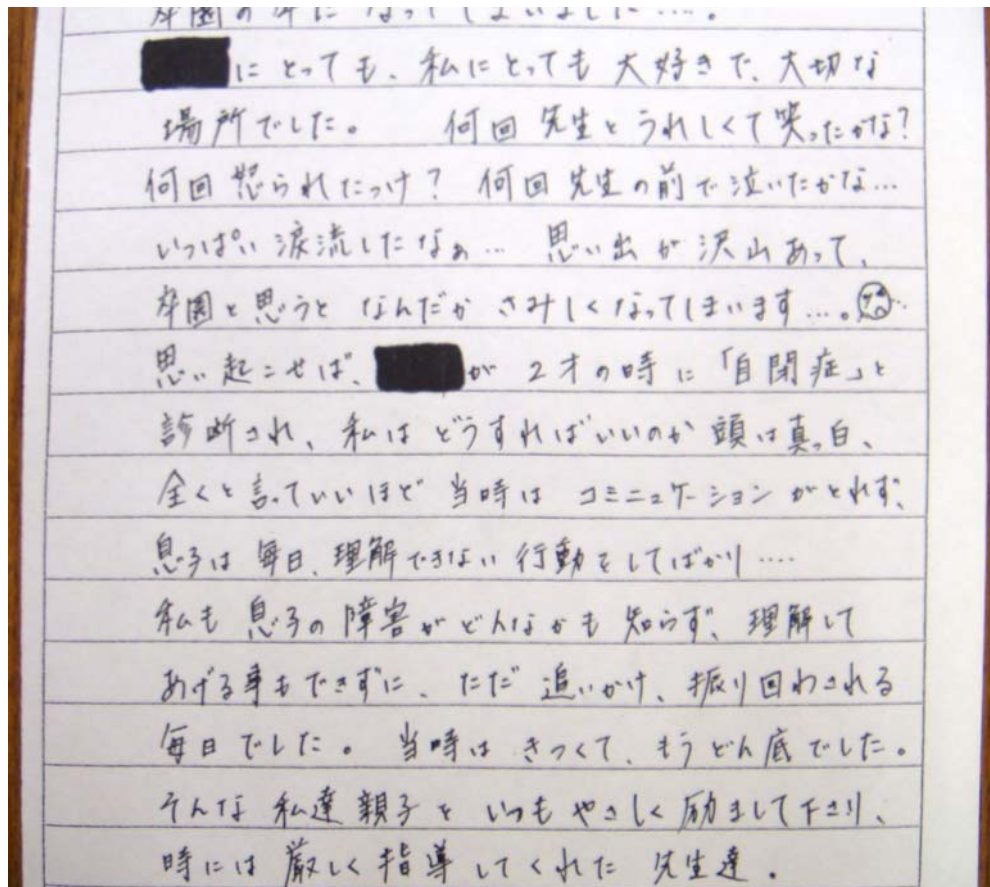 卒園の年になってしまいました…。
にとっても、私にとっても大好きで、大切な
場所でした。 何回先生とうれしくて笑ったかな?
何回怒られたっけ? 何回先生の前で泣いたかな…
いっぱい涙流したなぁ… 思い出が沢山あって、
卒園と思うとなんだかさみしくなってしまいます…。
思い起こせば、 が2才の時に「自閉症」と
診断され、私はどうすればいいのか頭は真っ白、
全くと言っていいほど当時はコミニュケーションがとれず、
息子は毎日、理解できない行動をしてばかり…
私も息子の障害がどんなかも知らず、理解して
あげる事もできずに、ただ追いかけ、振り回わされる
毎日でした。 当時はきつくて、もうどん底でした。
そんな私達親子をいつもやさしく励まして下さり、
時には厳しく指導してくれた先生達。